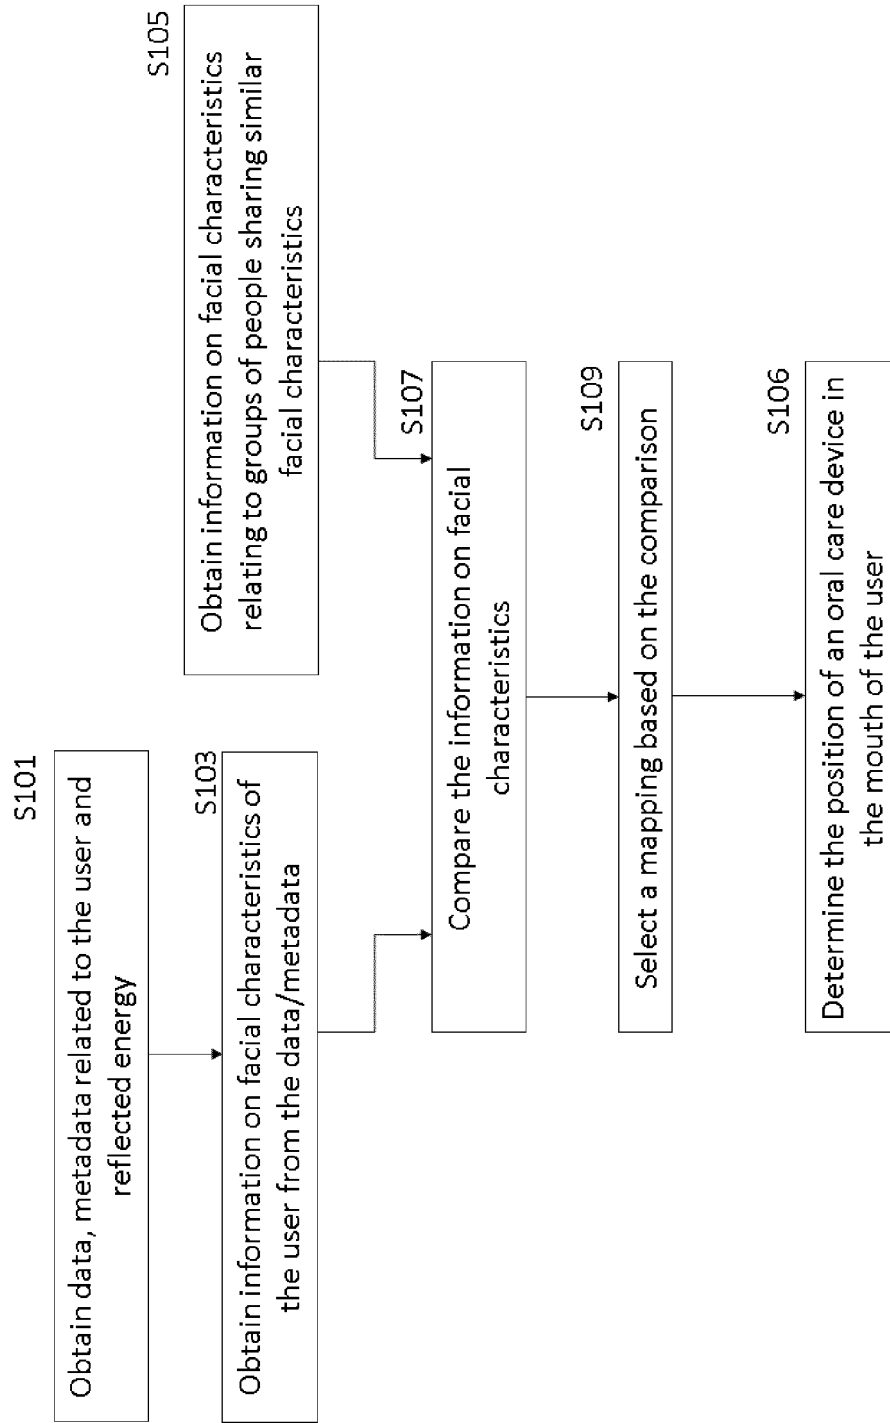 S101
Obtain data, metadata related to the user and
reflected energy
S103
Obtain information on facial characteristics of
the user from the data/metadata
S105
Obtain information on facial characteristics
relating to groups of people sharing similar
facial characteristics
S107
Compare the information on facial
characteristics
S109
Select a mapping based on the comparison
S106
Determine the position of an oral care device in
the mouth of the user